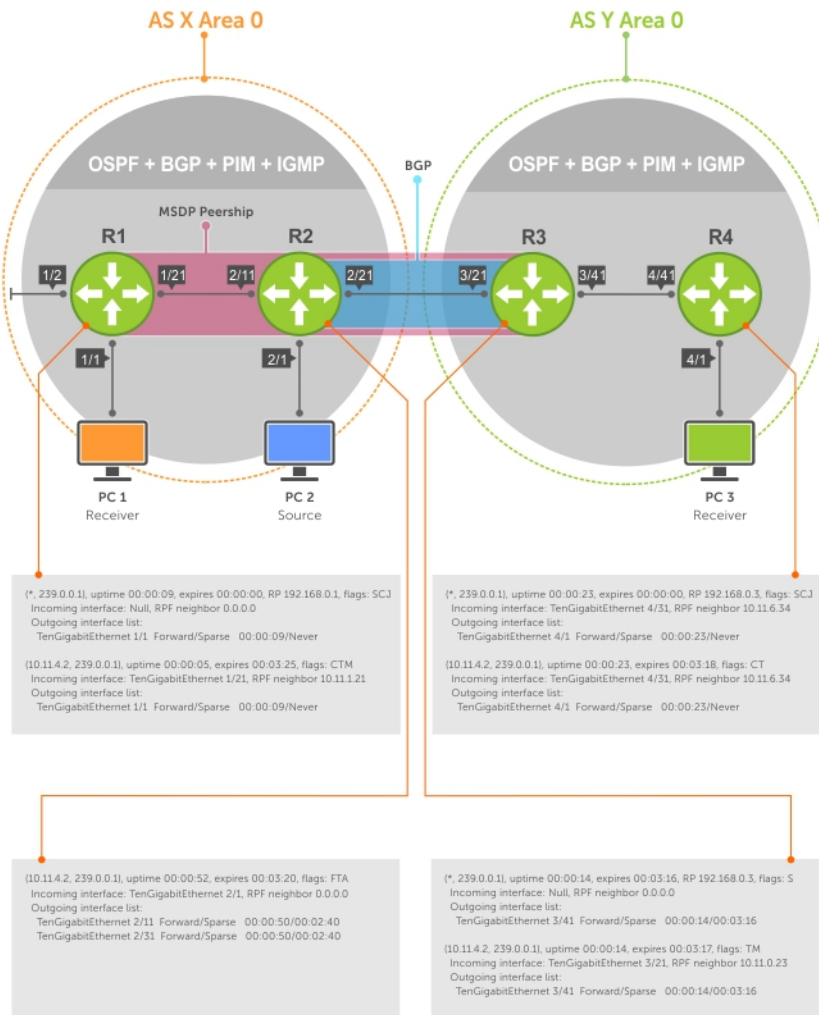 AS X Area 0
AS Y Area 0
OSPF + BGP + PIM + IGMP
BGP
OSPF + BGP + PIM + IGMP
MSDP Peership
R1
R2
R3
R4
1/2
1/21
2/11
2/21
3/21
3/41
4/41
1/1
2/1
4/1
PC 1
Receiver
PC 2
Source
PC 3
Receiver
(*, 239.0.0.1), uptime 00:00:09, expires 00:00:00, RP 192.168.0.1, flags: SCJ
Incoming interface: Null, RPF neighbor 0.0.0.0
Outgoing interface list:
TenGigabitEthernet 1/1 Forward/Sparse 00:00:09/Never
(10.11.4.2, 239.0.0.1), uptime 00:00:05, expires 00:03:25, flags: CTM
Incoming interface: TenGigabitEthernet 1/21, RPF neighbor 10.11.1.21
Outgoing interface list:
TenGigabitEthernet 1/1 Forward/Sparse 00:00:09/Never
(*, 239.0.0.1), uptime 00:00:23, expires 00:00:00, RP 192.168.0.3, flags: SCJ
Incoming interface: TenGigabitEthernet 4/31, RPF neighbor 10.11.6.34
Outgoing interface list:
TenGigabitEthernet 4/1 Forward/Sparse 00:00:23/Never
(10.11.4.2, 239.0.0.1), uptime 00:00:23, expires 00:03:18, flags: CT
Incoming interface: TenGigabitEthernet 4/31, RPF neighbor 10.11.6.34
Outgoing interface list:
TenGigabitEthernet 4/1 Forward/Sparse 00:00:23/Never
(10.11.4.2, 239.0.0.1), uptime 00:00:52, expires 00:03:20, flags: FTA
Incoming interface: TenGigabitEthernet 2/1, RPF neighbor 0.0.0.0
Outgoing interface list:
TenGigabitEthernet 2/11 Forward/Sparse 00:00:50/00:02:40
TenGigabitEthernet 2/31 Forward/Sparse 00:00:50/00:02:40
(*, 239.0.0.1), uptime 00:00:14, expires 00:03:16, RP 192.168.0.3, flags: S
Incoming interface: Null, RPF neighbor 0.0.0.0
Outgoing interface list:
TenGigabitEthernet 3/41 Forward/Sparse 00:00:14/00:03:16
(10.11.4.2, 239.0.0.1), uptime 00:00:14, expires 00:03:17, flags: TM
Incoming interface: TenGigabitEthernet 3/21, RPF neighbor 10.11.0.23
Outgoing interface list:
TenGigabitEthernet 3/41 Forward/Sparse 00:00:14/00:03:16